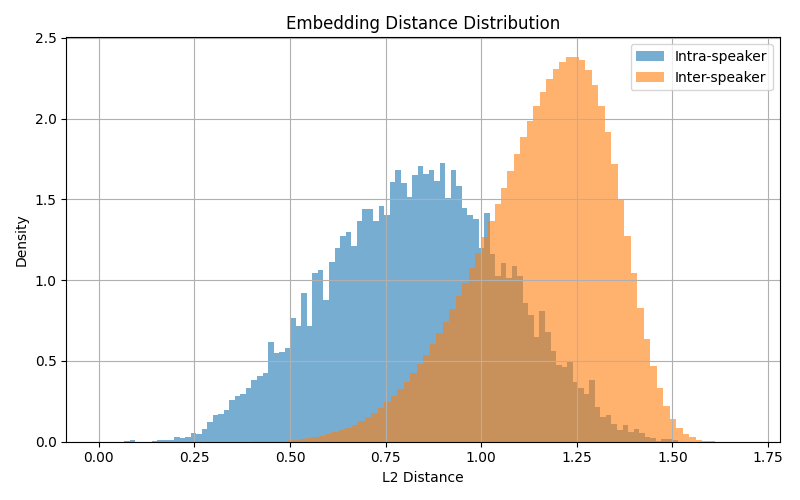 Embedding Distance Distribution
Intra-speaker
Inter-speaker
Density
2.5
2.0
1.5
1.0
0.5
0.0
0.00 0.25 0.50 0.75 1.00 1.25 1.50 1.75
L2 Distance